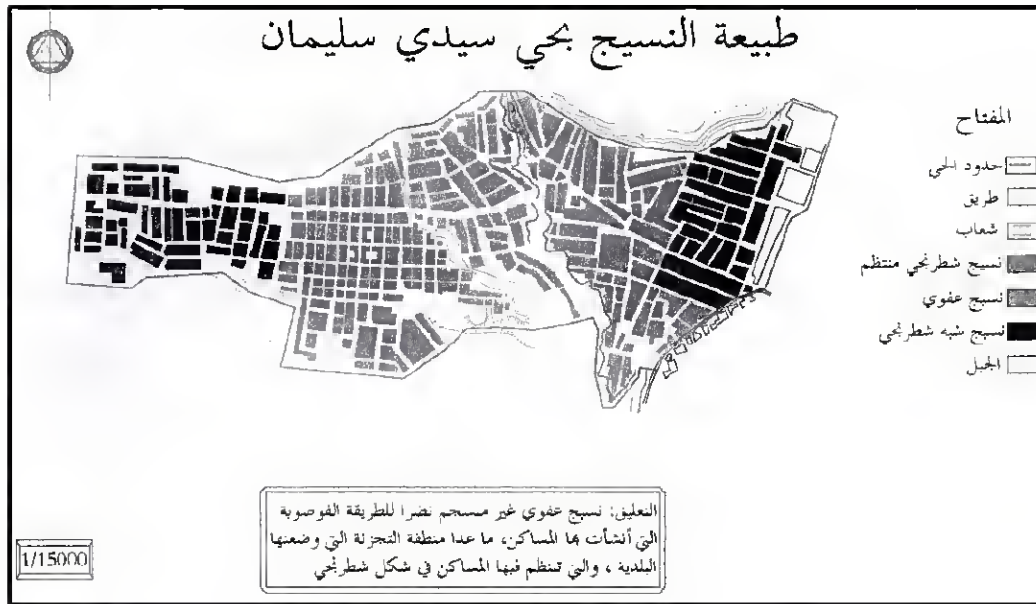 طبيعة النسيج بحي سيدي سليمان
المفتاح
حدود الحي
طريق
شعاب
نسيج شطرنجي منتظم
نسيج عفوي
نسيج شبه شطرنجي
الجبل
التعليق: نسيج عفوي غير منسجم نضرا للطريقة الفوضوية
التي أنشأت بها المساكن، ما عدا منطقة التجزئة التي وضعتها
البلدية ، والتي تنتظم فيها المساكن في شكل شطرنجي
1/15000